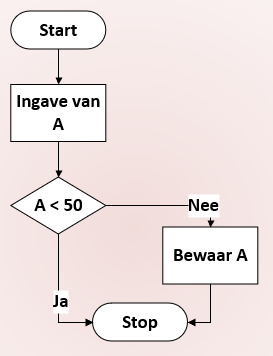 Start
Ingave van
A
A < 50
Nee
Bewaar A
Ja
Stop